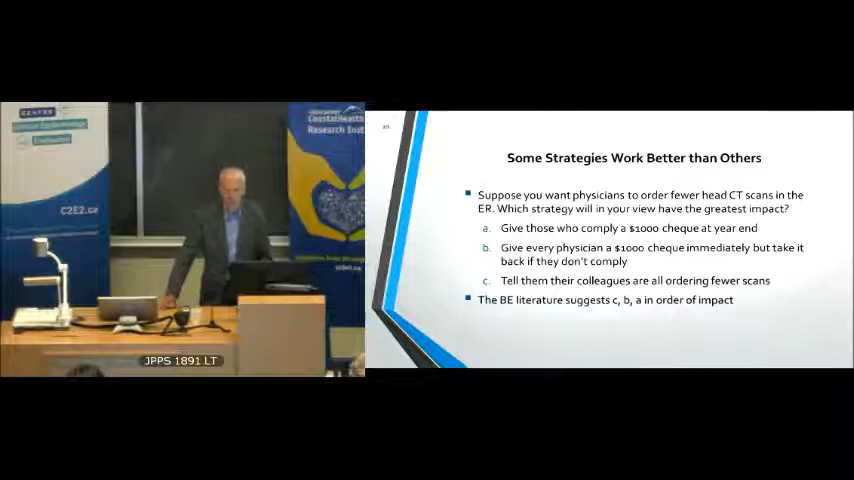 CENTRE
Evaluation
C2E2.ca
CoastalHealth
Research Insti
JPPS 1891 LT
20
Some Strategies Work Better than Others
Suppose you want physicians to order fewer head CT scans in the
ER. Which strategy will in your view have the greatest impact?
a. Give those who comply a $1000 cheque at year end
b. Give every physician a $1000 cheque immediately but take it
back if they don't comply
c. Tell them their colleagues are all ordering fewer scans
The BE literature suggests c, b, a in order of impact